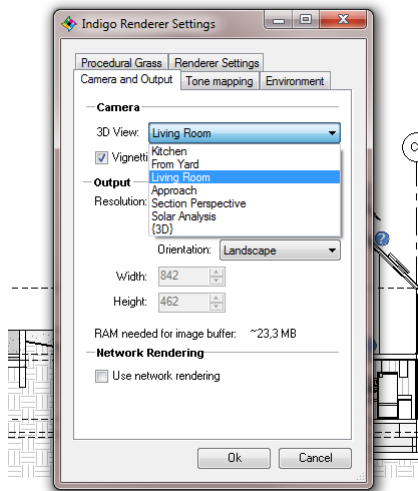 Indigo Renderer Settings
Procedural Grass Renderer Settings
Camera and Output Tone mapping Environment
Camera
3D View: Living Room
Vignetti
Kitchen
From Yard
Living Room
Approach
Section Perspective
Solar Analysis
{3D}
Output
Resolution:
Orientation: Landscape
Width: 842
Height: 462
RAM needed for image buffer: ~23,3 MB
Network Rendering
Use network rendering
Ok Cancel